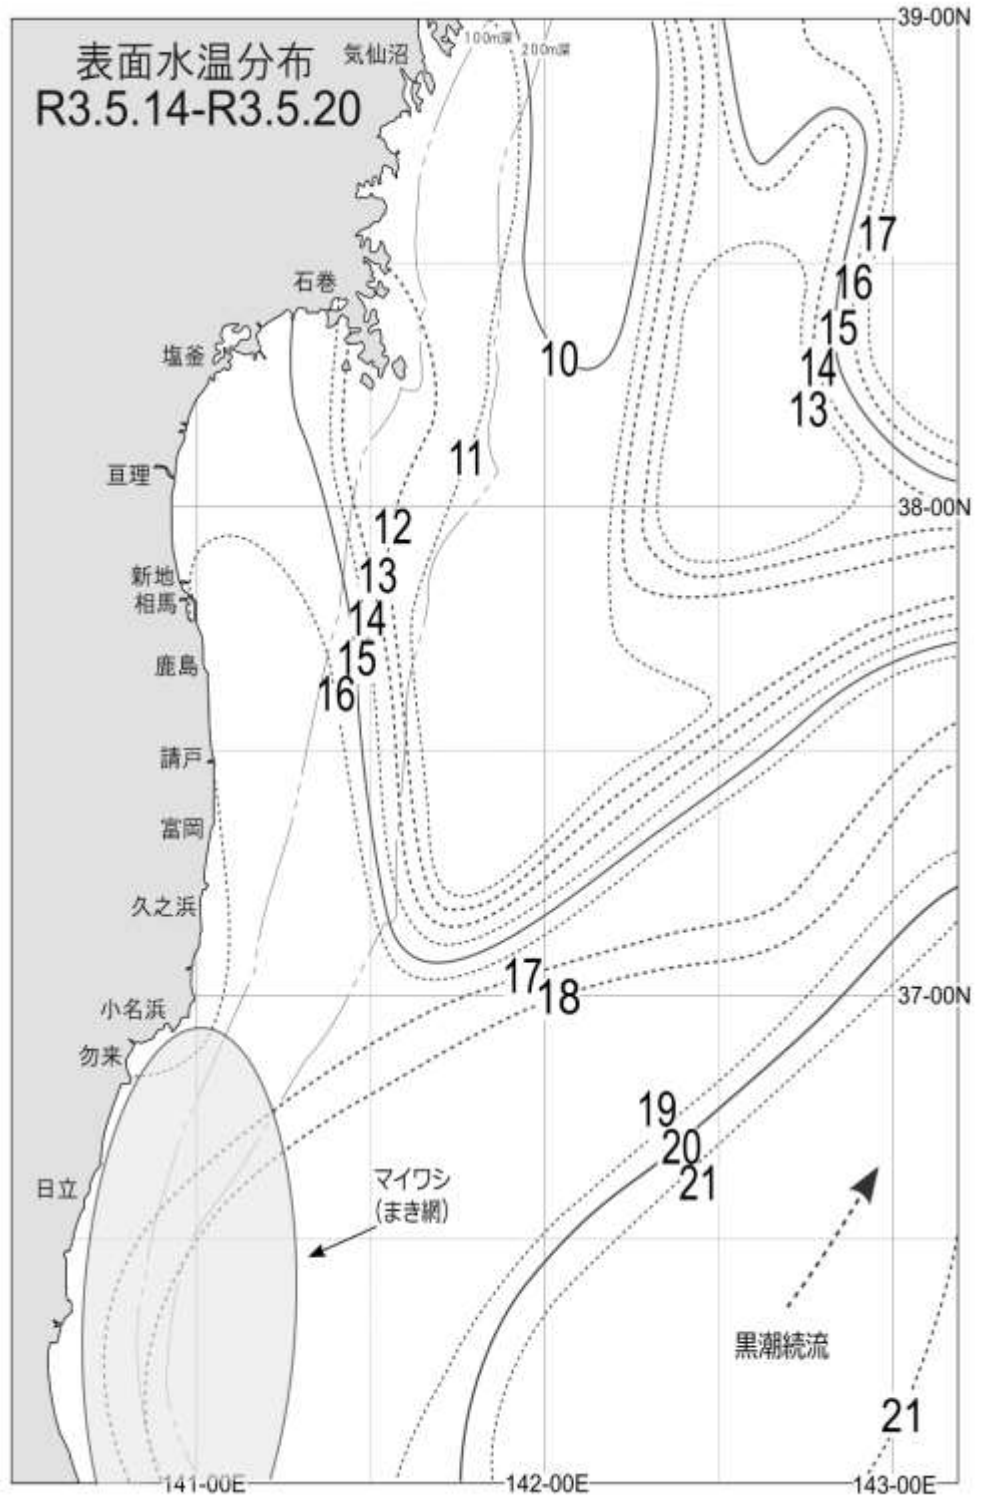 表面水温分布
R3.5.14-R3.5.20
気仙沼
100m深
200m深
39-00N
石巻
塩釜
亘理
新地
相馬
鹿島
請戸
富岡
久之浜
小名浜
勿来
日立
17
16
15
14
13
10
11
12
13
14
15
16
38-00N
17
18
37-00N
19
20
21
マイワシ
(まき網)
黒潮続流
21
141-00E
142-00E
143-00E